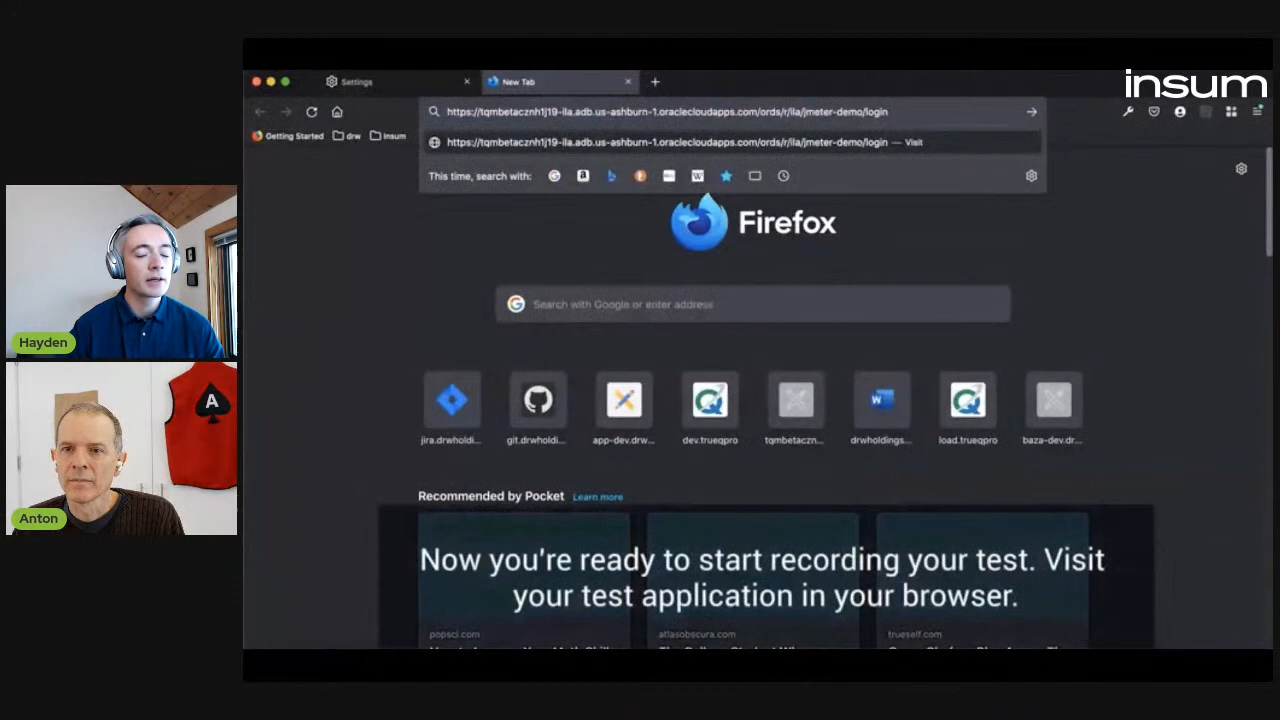 insum
Settings
New Tab
https://tqmbetacznh1j19-ila.adb.us-ashburn-1.oraclecloudapps.com/ords/r/ila/jmeter-demo/login
Getting Started drw Insum
https://tqmbetacznh1j19-ila.adb.us-ashburn-1.oraclecloudapps.com/ords/r/ila/jmeter-demo/login — Visit
This time, search with:
Firefox
Search with Google or enter address
jira.drwholdi... git.drwholdi... app-dev.drw... dev.trueqpro tqmbetaczn... drwholdings... load.trueqpro baza-dev.dr...
Recommended by Pocket Learn more
Now you're ready to start recording your test. Visit
your test application in your browser.
popsci.com atlasobscura.com trueself.com
Hayden
A
Anton